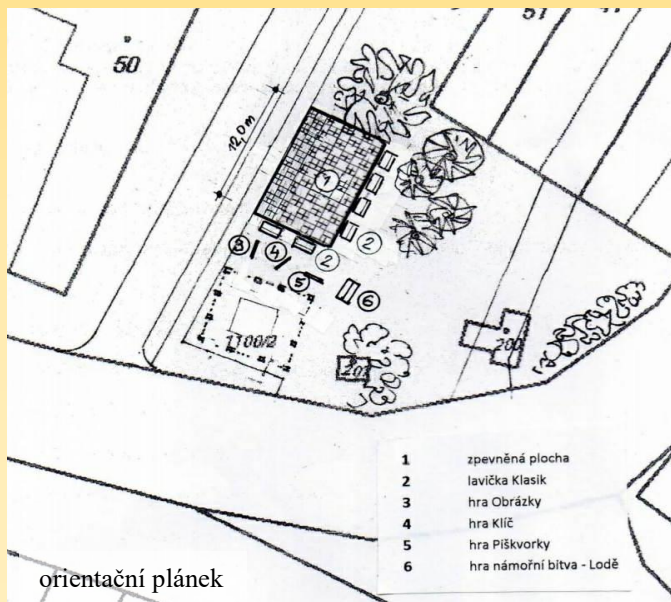 51
50
12,0 m
1
2
3
4
2
5
6
1100/2
200
1 zpevněná plocha
2 lavička Klasik
3 hra Obrázky
4 hra Klíč
5 hra Piškvorky
6 hra námořní bitva - Lodě
orientační plánek